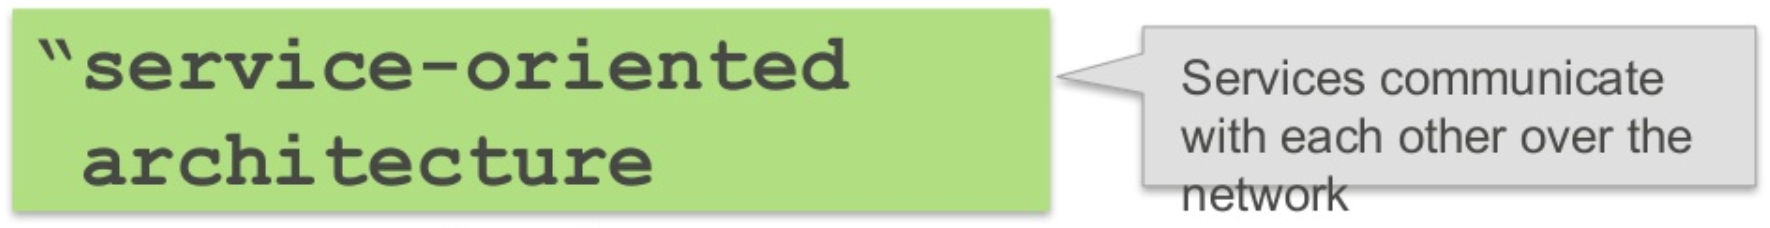 “service-oriented
architecture
Services communicate
with each other over the
network